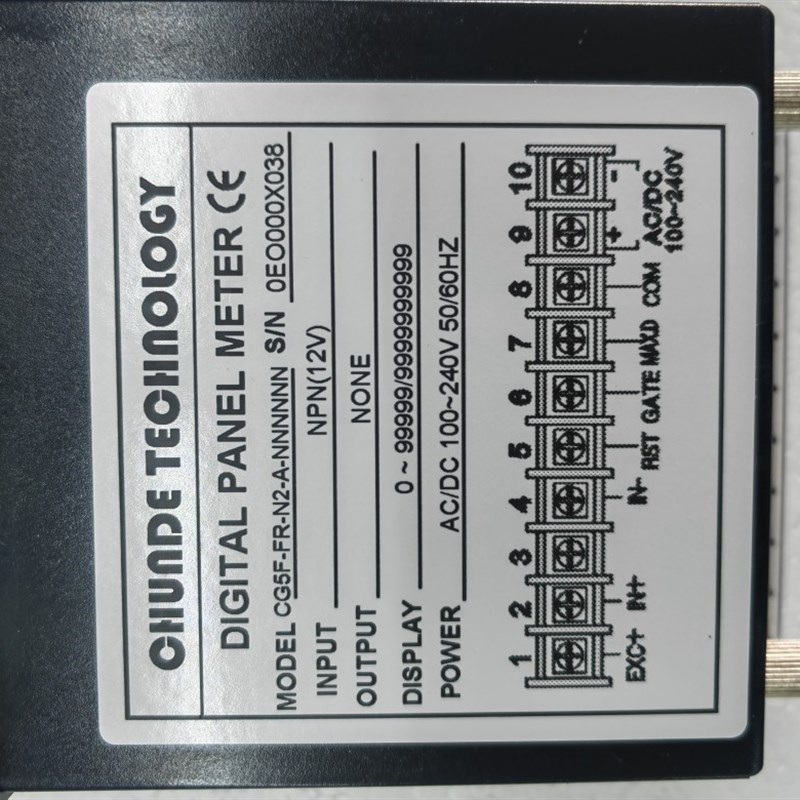 CHUNDE TECHNOLOGY
DIGITAL PANEL METER CE
MODEL CG5F-FR-N2-A-NNNNNNN S/N 0EO000X038
INPUT NPN(12V)
OUTPUT NONE
DISPLAY 0~99999/9999999999
POWER AC/DC 100~240V 50/60HZ
1 2 3 4 5 6 7 8 9 10
+ -
EXC+ IN+ IN- RST GATE MAXD COM AC/DC
100~240V